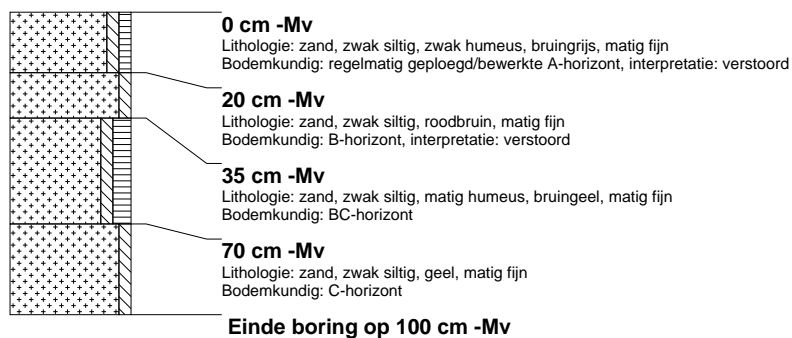 0 cm -Mv
Lithologie: zand, zwak siltig, zwak humeus, bruingrijs, matig fijn
Bodemkundig: regelmatig geploegd/bewerkte A-horizont, interpretatie: verstoord
20 cm -Mv
Lithologie: zand, zwak siltig, roodbruin, matig fijn
Bodemkundig: B-horizont, interpretatie: verstoord
35 cm -Mv
Lithologie: zand, zwak siltig, matig humeus, bruingeel, matig fijn
Bodemkundig: BC-horizont
70 cm -Mv
Lithologie: zand, zwak siltig, geel, matig fijn
Bodemkundig: C-horizont
Einde boring op 100 cm -Mv